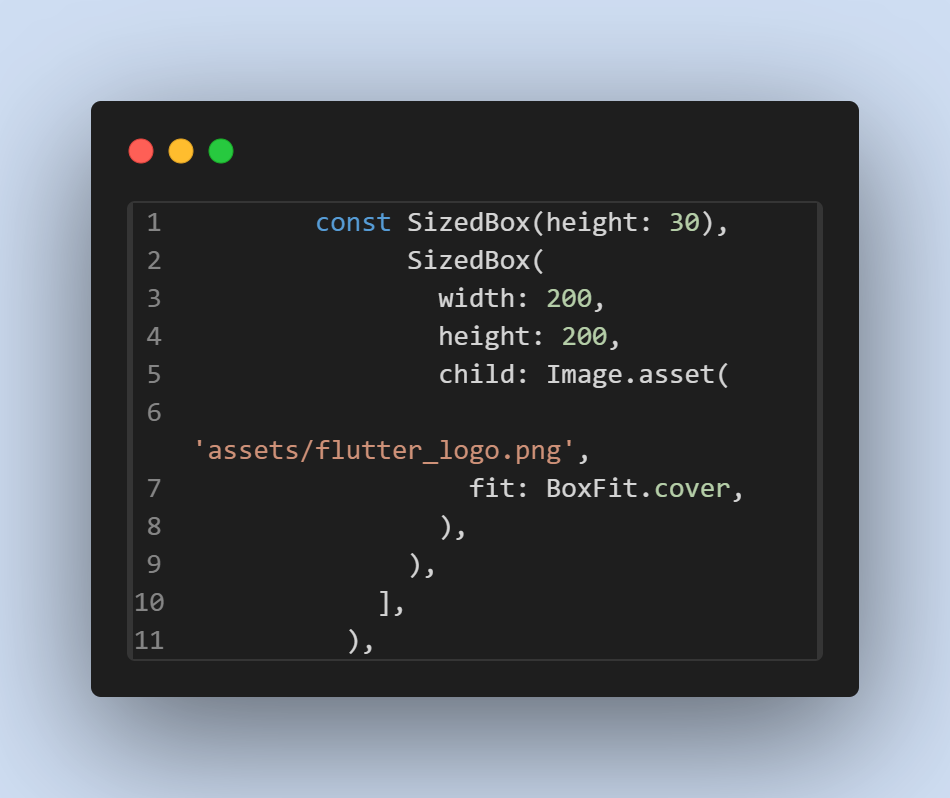 1 const SizedBox(height: 30),
2 SizedBox(
3 width: 200,
4 height: 200,
5 child: Image.asset(
6
'assets/flutter_logo.png',
7 fit: BoxFit.cover,
8 ),
9 ),
10 ],
11 ),